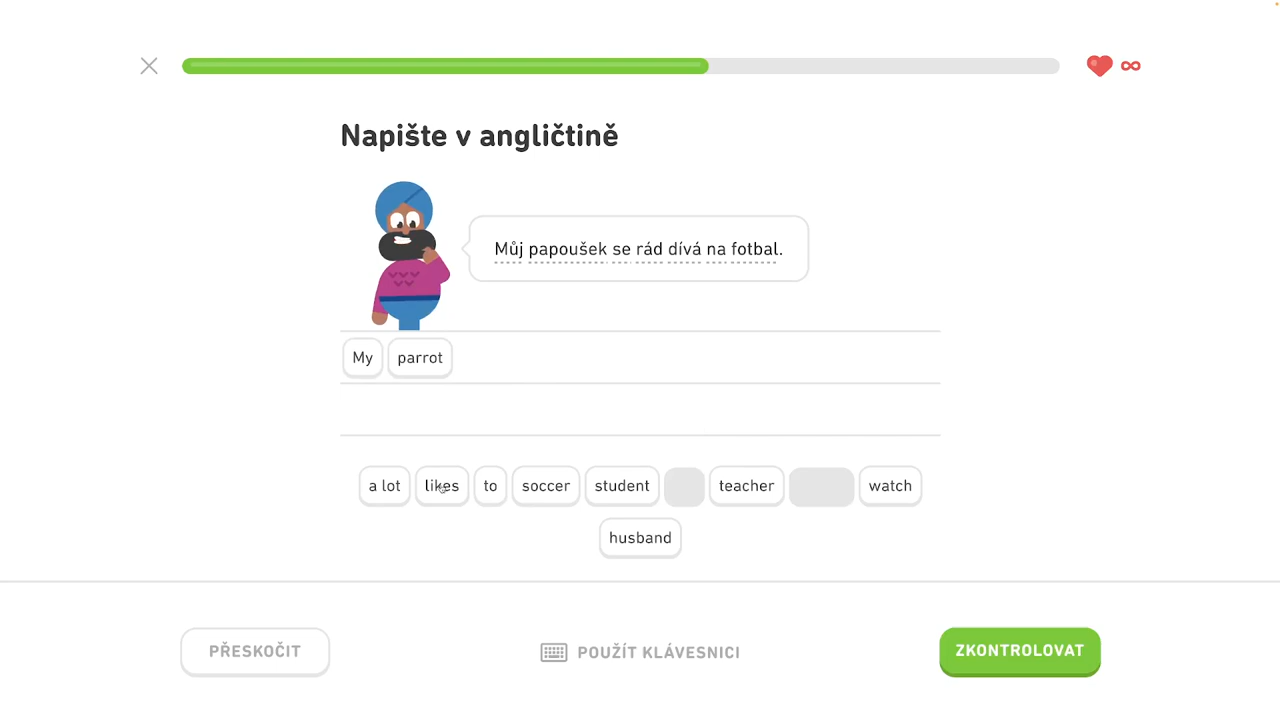 ∞
Napište v angličtině
Můj papoušek se rád dívá na fotbal.
My parrot
a lot likes to soccer student teacher watch
husband
PŘESKOČIT POUŽÍT KLÁVESNICI ZKONTROLOVAT